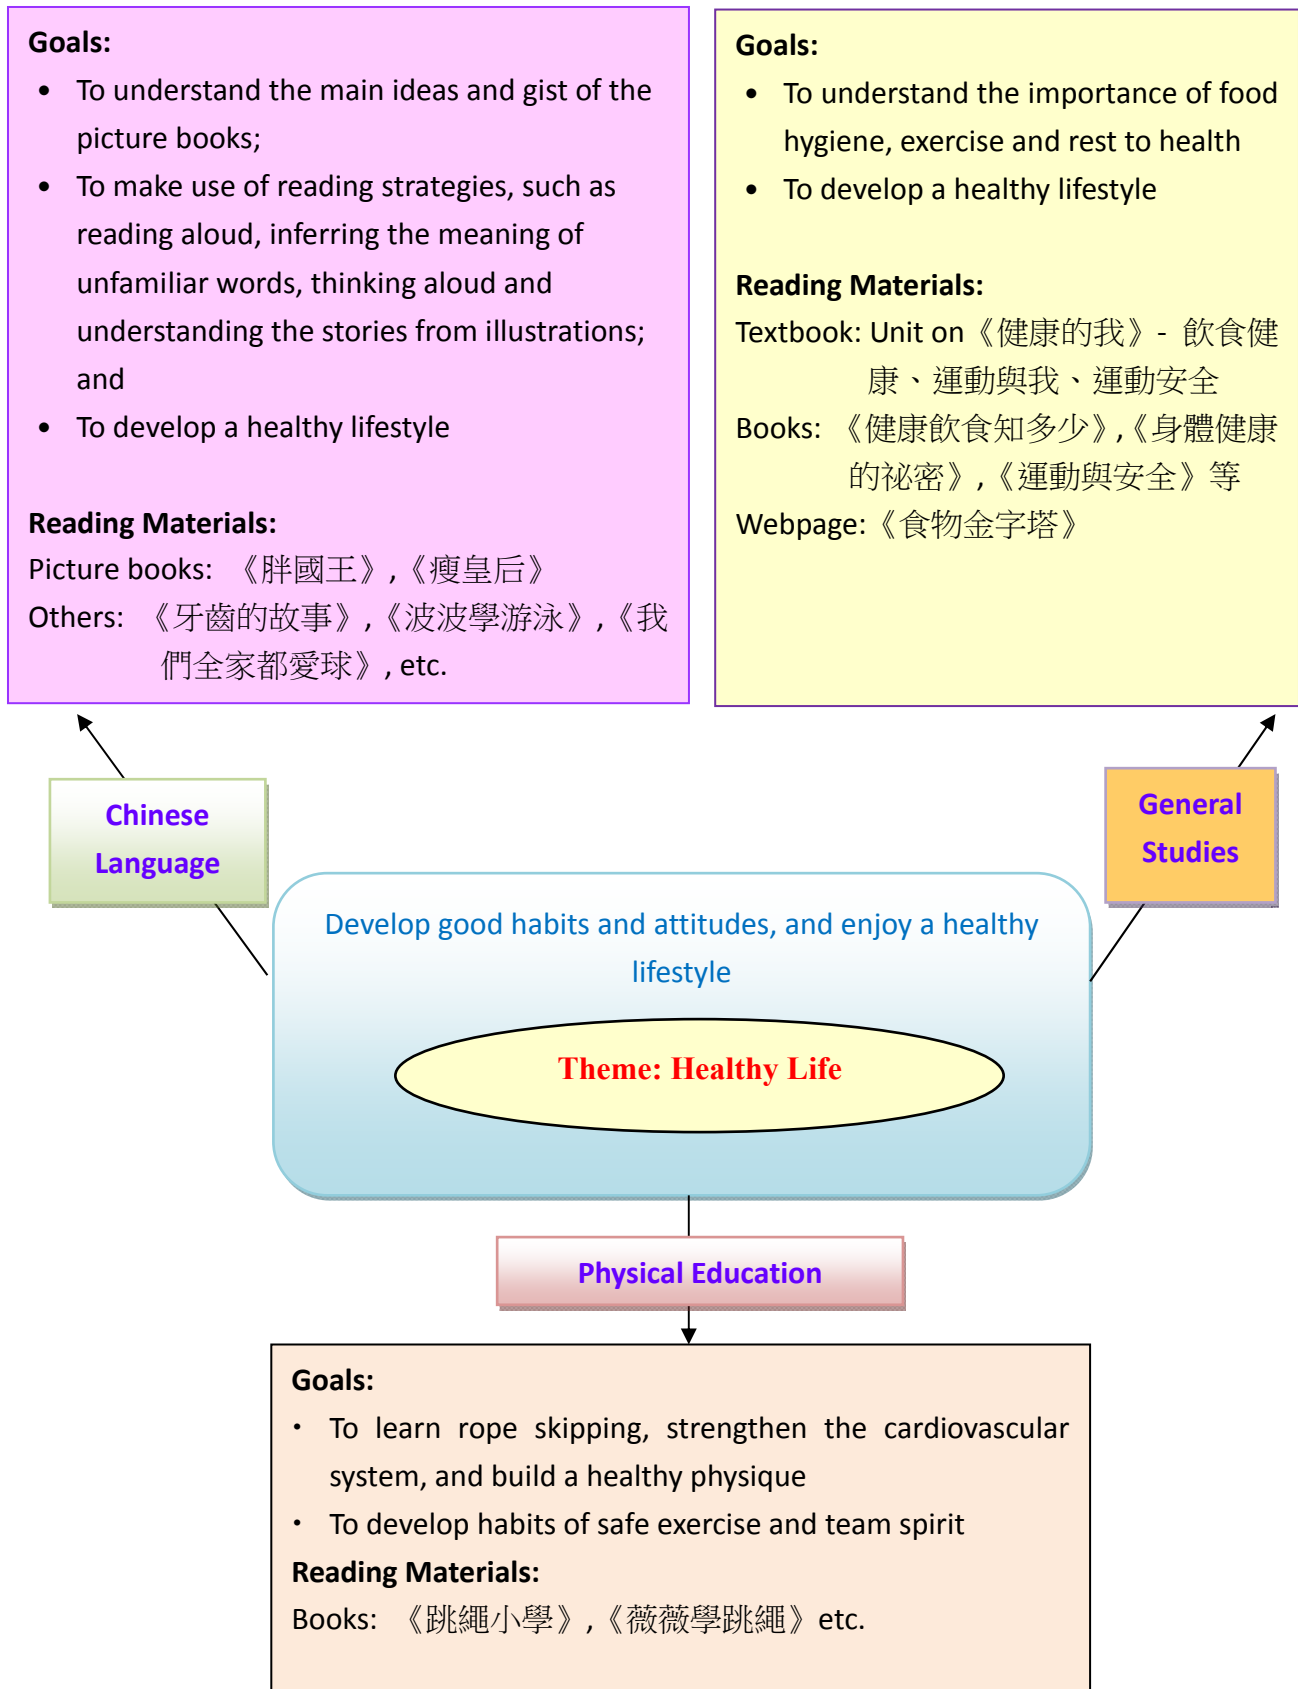 Goals:
• To understand the main ideas and gist of the
picture books;
• To make use of reading strategies, such as
reading aloud, inferring the meaning of
unfamiliar words, thinking aloud and
understanding the stories from illustrations;
and
• To develop a healthy lifestyle
Reading Materials:
Picture books: 《胖國王》,《瘦皇后》
Others: 《牙齒的故事》,《波波學游泳》,《我
們全家都愛球》, etc.
Goals:
• To understand the importance of food
hygiene, exercise and rest to health
• To develop a healthy lifestyle
Reading Materials:
Textbook: Unit on《健康的我》- 飲食健
康、運動與我、運動安全
Books: 《健康飲食知多少》,《身體健康
的祕密》,《運動與安全》等
Webpage:《食物金字塔》
Chinese
Language
General
Studies
Develop good habits and attitudes, and enjoy a healthy
lifestyle
Theme: Healthy Life
Physical Education
Goals:
· To learn rope skipping, strengthen the cardiovascular
system, and build a healthy physique
· To develop habits of safe exercise and team spirit
Reading Materials:
Books: 《跳繩小學》,《薇薇學跳繩》etc.